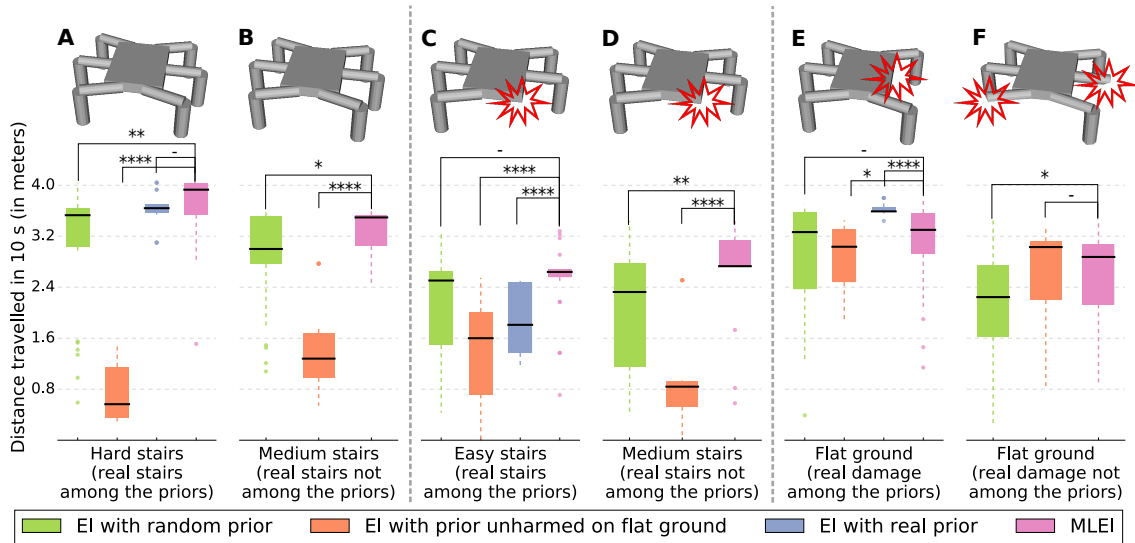 A B C D E F
** - **** * **** - **** **** ** **** - * **** * -
Distance travelled in 10 s (in meters)
4.0
3.2
2.4
1.6
0.8
Hard stairs
(real stairs
among the priors)
Medium stairs
(real stairs not
among the priors)
Easy stairs
(real stairs
among the priors)
Medium stairs
(real stairs not
among the priors)
Flat ground
(real damage
among the priors)
Flat ground
(real damage not
among the priors)
EI with random prior
EI with prior unharmed on flat ground
EI with real prior
MLEI